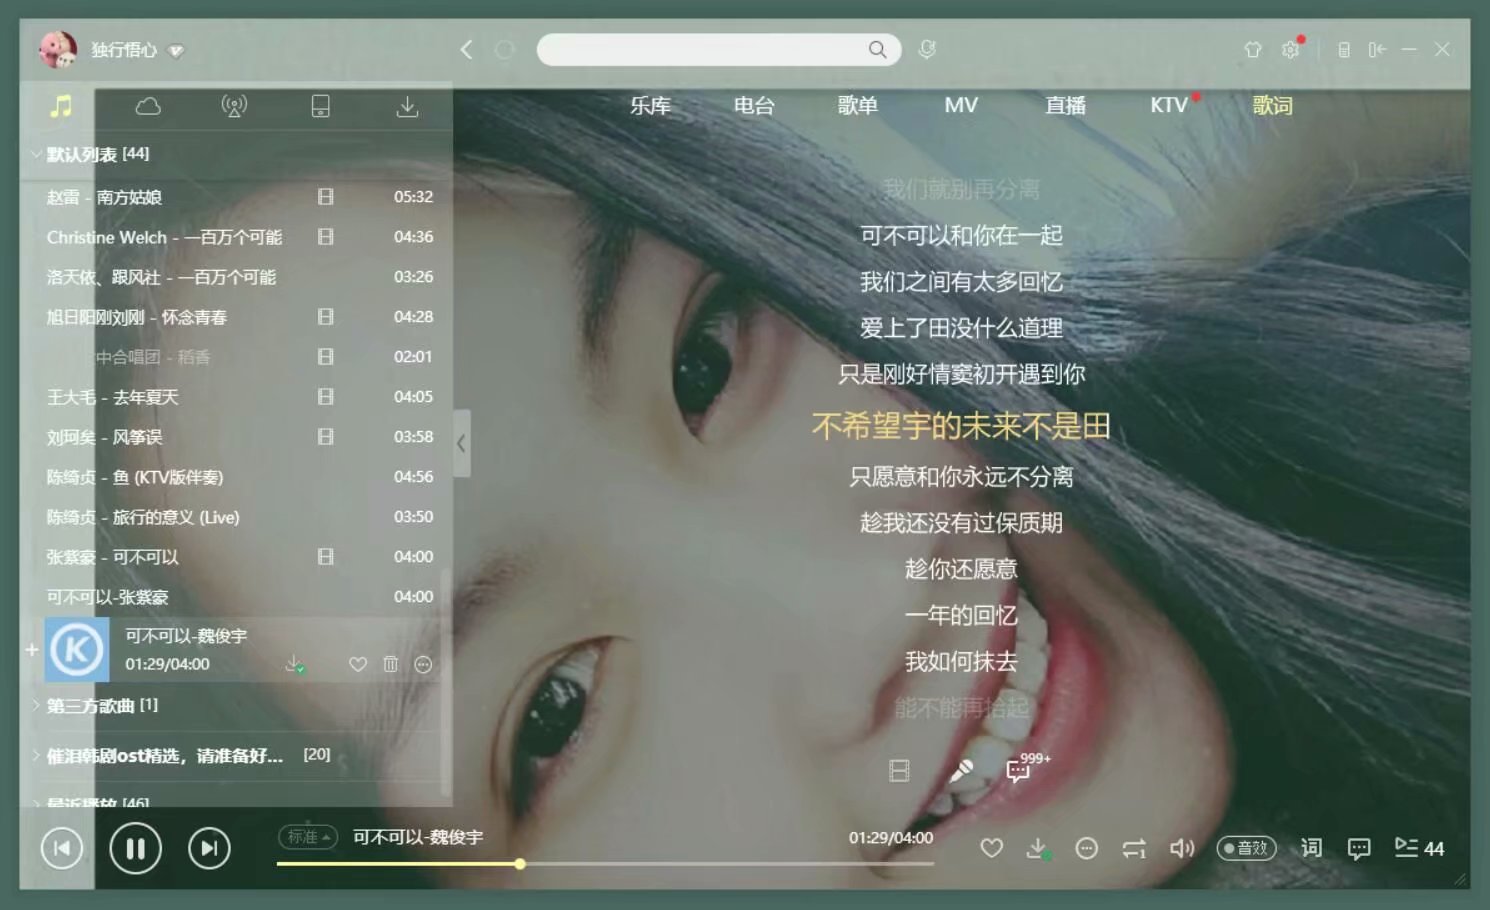 独行悟心
乐库 电台 歌单 MV 直播 KTV 歌词
默认列表 [44]
赵雷 - 南方姑娘 05:32
Christine Welch - 一百万个可能 04:36
洛天依、跟风社 - 一百万个可能 03:26
旭日阳刚刘刚 - 怀念青春 04:28
中合唱团 - 稻香 02:01
王大毛 - 去年夏天 04:05
刘珂矣 - 风筝误 03:58
陈绮贞 - 鱼 (KTV版伴奏) 04:56
陈绮贞 - 旅行的意义 (Live) 03:50
张紫豪 - 可不可以 04:00
可不可以-张紫豪 04:00
K
可不可以-魏俊宇
01:29/04:00
第三方歌曲 [1]
催泪韩剧ost精选，请准备好... [20]
最近播放 [46]
我们就别再分离
可不可以和你在一起
我们之间有太多回忆
爱上了田没什么道理
只是刚好情窦初开遇到你
不希望宇的未来不是田
只愿意和你永远不分离
趁我还没有过保质期
趁你还愿意
一年的回忆
我如何抹去
能不能再拾起
999+
标准 可不可以-魏俊宇 01:29/04:00
1 音效 词 44